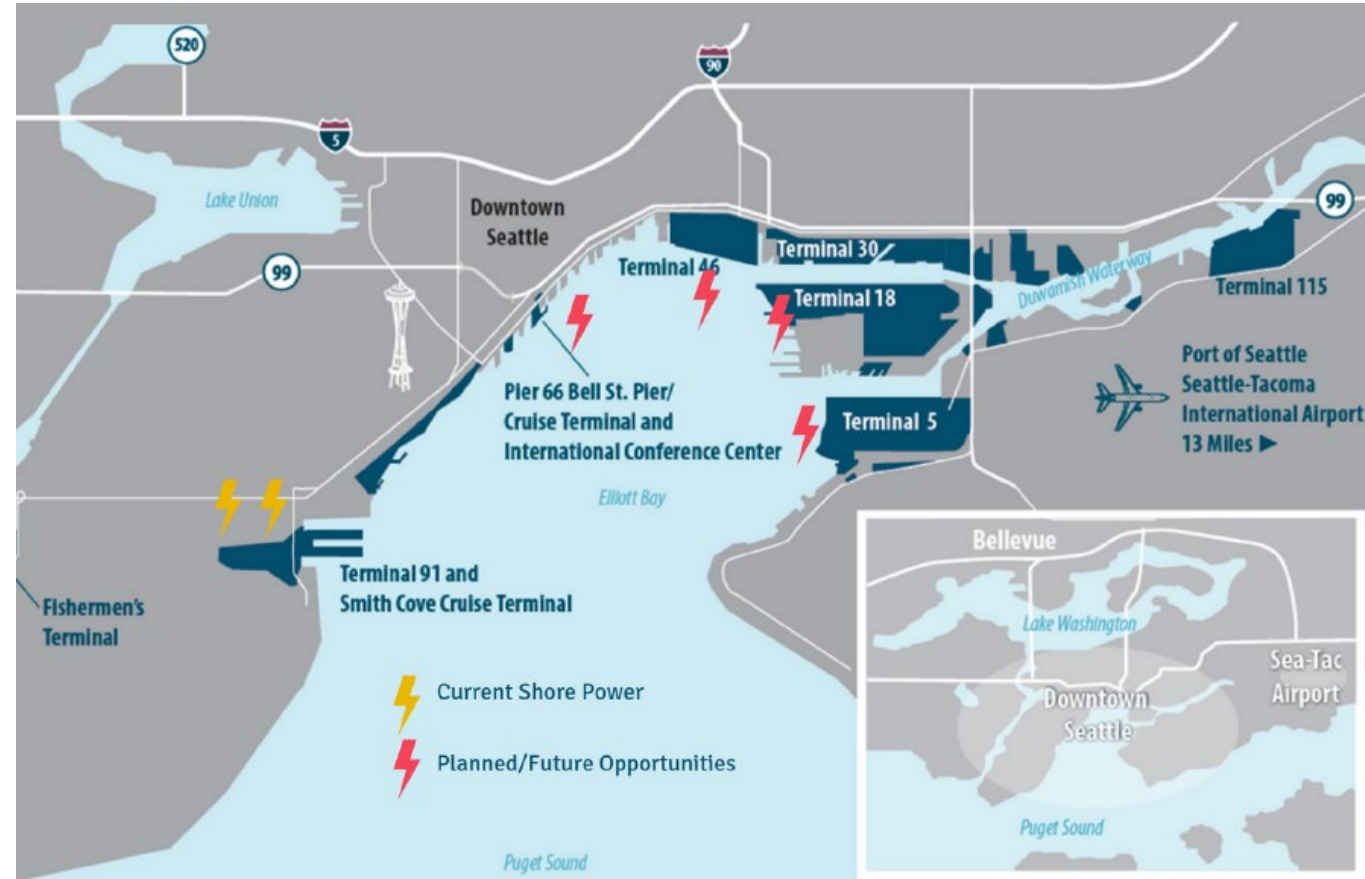 520
90
5
Lake Union
Downtown
Seattle
99
99
Terminal 46
Terminal 30
Terminal 18
Duwamish Waterway
Terminal 115
Pier 66 Bell St. Pier/
Cruise Terminal and
International Conference Center
Terminal 5
Port of Seattle
Seattle-Tacoma
International Airport
13 Miles ►
Elliott Bay
Terminal 91 and
Smith Cove Cruise Terminal
Fishermen's
Terminal
Current Shore Power
Planned/Future Opportunities
Puget Sound
Bellevue
Lake Washington
Sea-Tac
Airport
Downtown
Seattle
Puget Sound